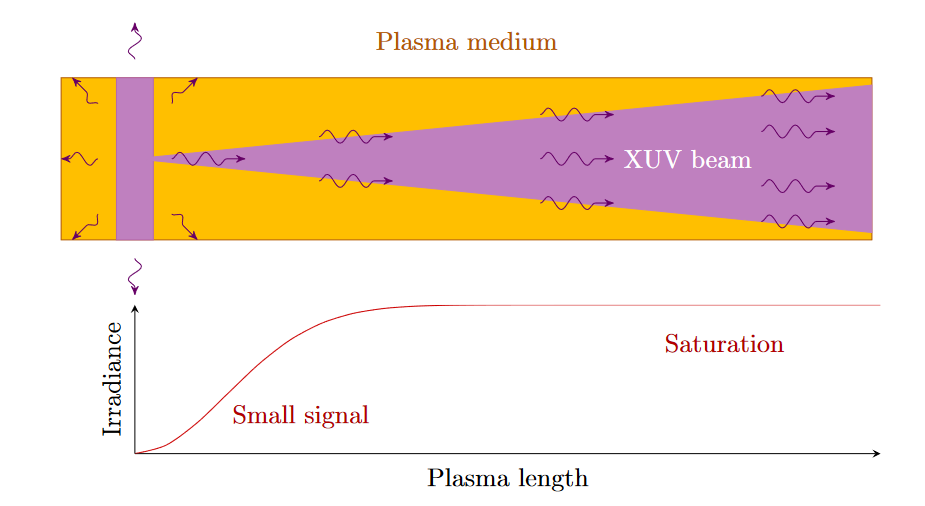 Plasma medium
XUV beam
Irradiance
Saturation
Small signal
Plasma length